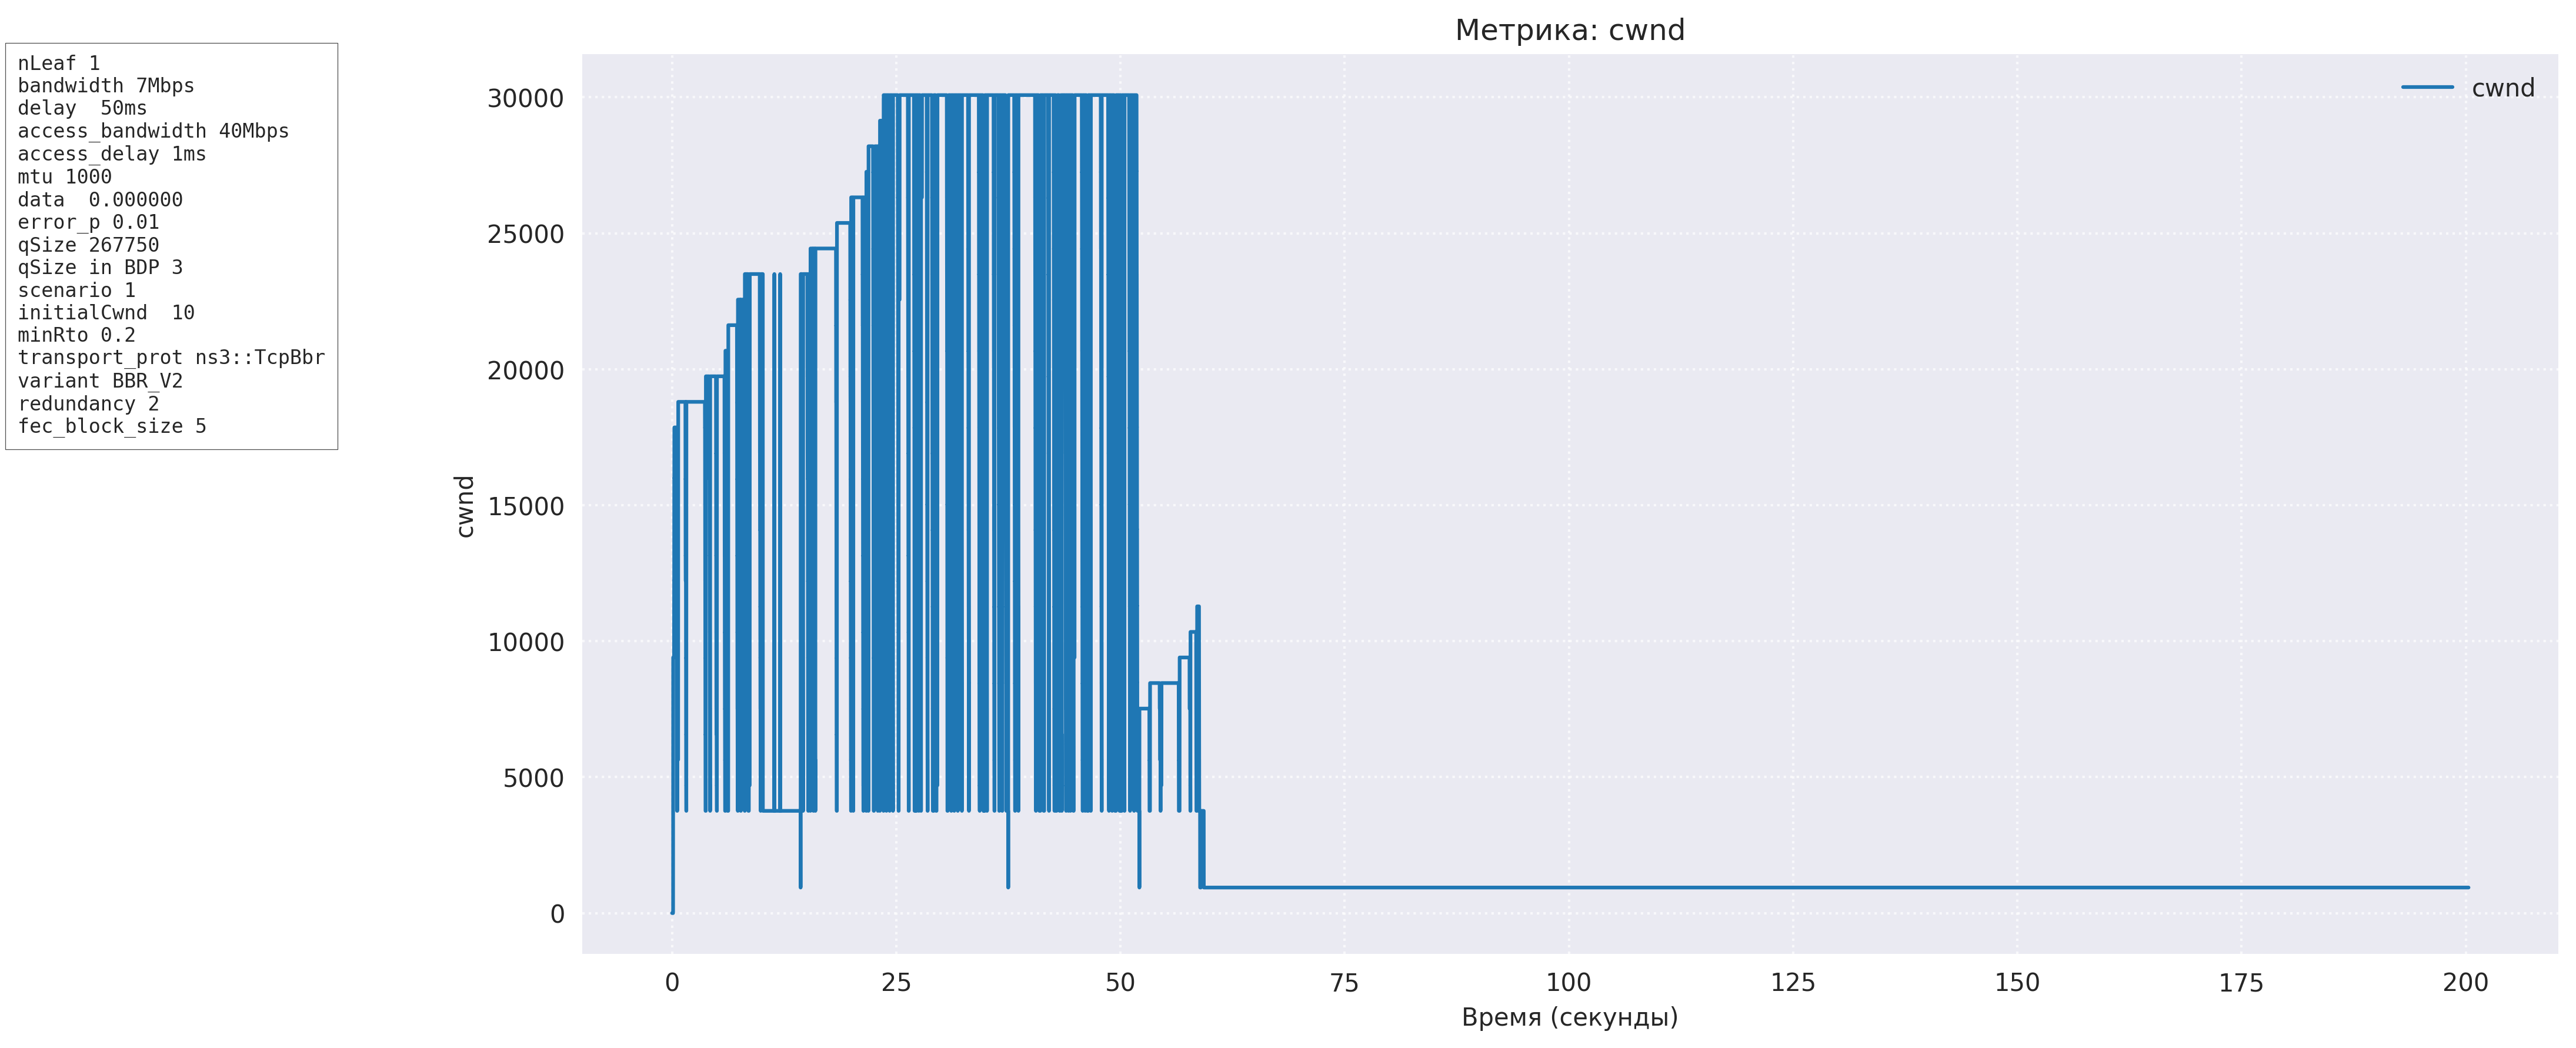 Метрика: cwnd
nLeaf 1
bandwidth 7Mbps
delay  50ms
access_bandwidth 40Mbps
access_delay 1ms
mtu 1000
data  0.000000
error_p 0.01
qSize 267750
qSize in BDP 3
scenario 1
initialCwnd  10
minRto 0.2
transport_prot ns3::TcpBbr
variant BBR_V2
redundancy 2
fec_block_size 5
cwnd
30000
25000
20000
15000
10000
5000
0
cwnd
0 25 50 75 100 125 150 175 200
Время (секунды)